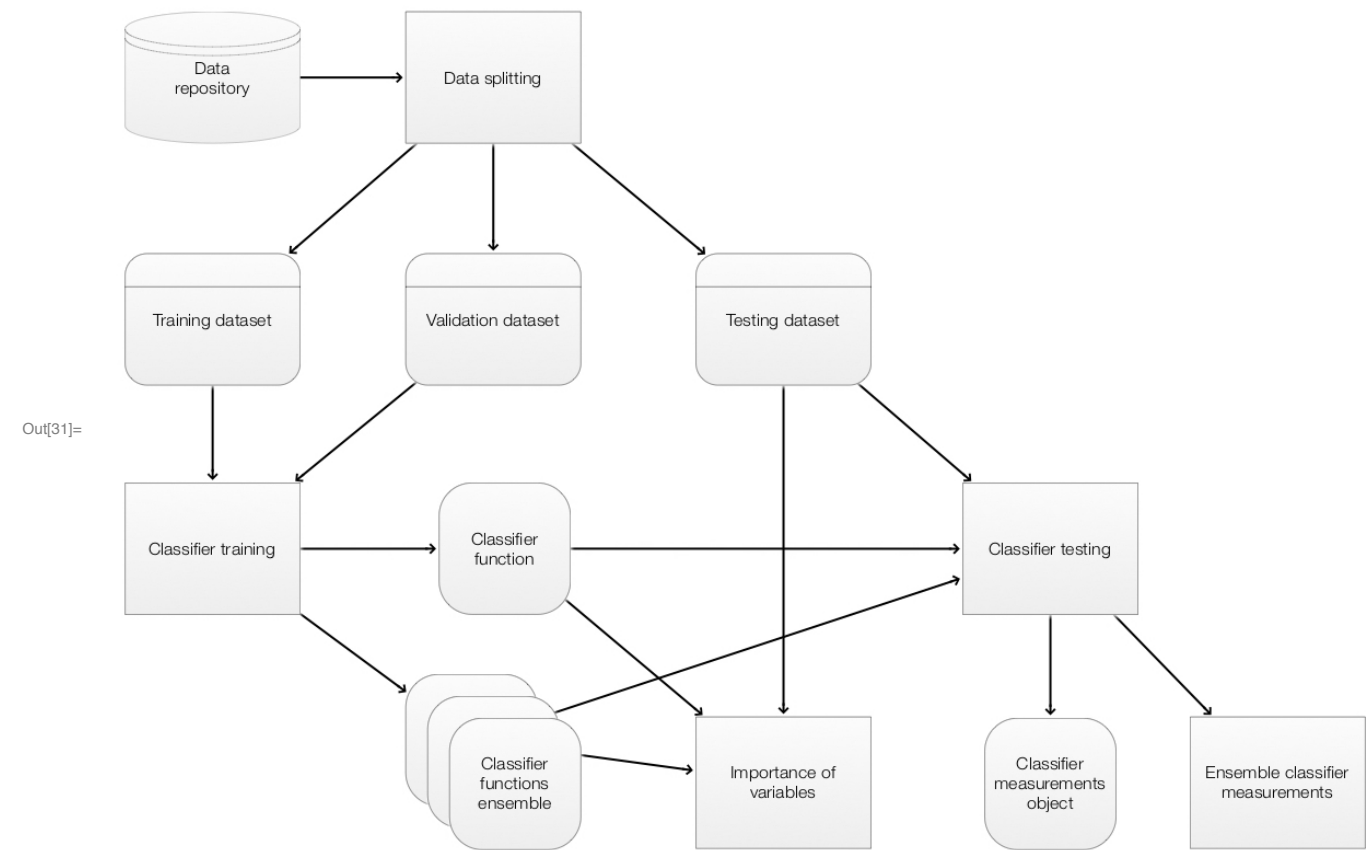 Data
repository
Data splitting
Training dataset
Validation dataset
Testing dataset
Out[31]=
Classifier training
Classifier
function
Classifier testing
Classifier
functions
ensemble
Importance of
variables
Classifier
measurements
object
Ensemble classifier
measurements